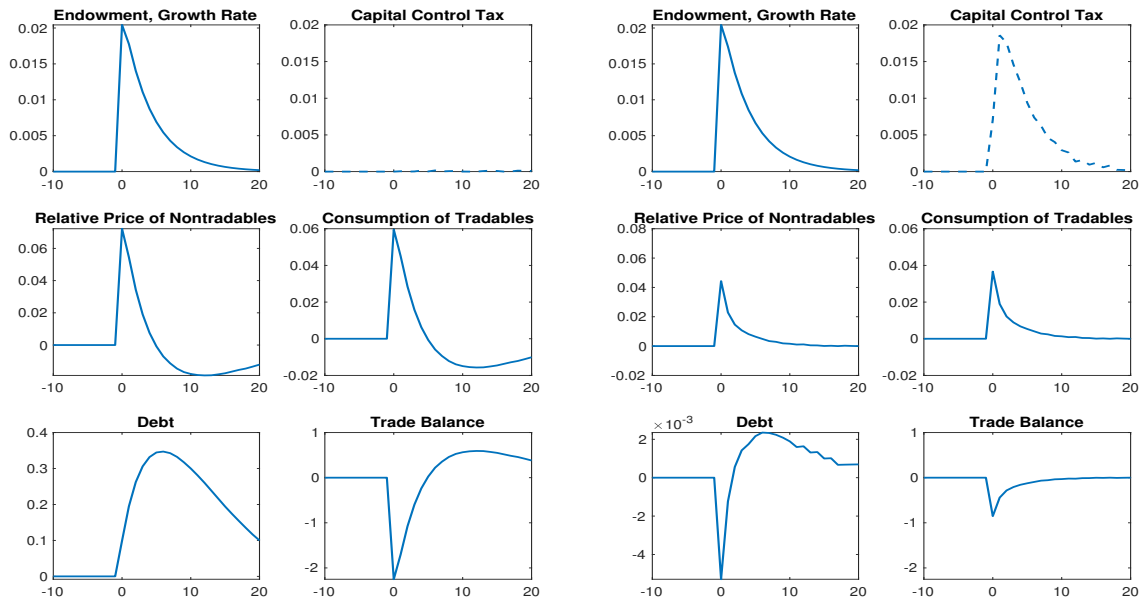 Endowment, Growth Rate
0.02
0.015
0.01
0.005
0
-10 0 10 20
Capital Control Tax
0.02
0.015
0.01
0.005
0
-10 0 10 20
Endowment, Growth Rate
0.02
0.015
0.01
0.005
0
-10 0 10 20
Capital Control Tax
0.02
0.015
0.01
0.005
0
-10 0 10 20
Relative Price of Nontradables
0.06
0.04
0.02
0
-10 0 10 20
Consumption of Tradables
0.06
0.04
0.02
0
-0.02
-10 0 10 20
Relative Price of Nontradables
0.08
0.06
0.04
0.02
0
-0.02
-10 0 10 20
Consumption of Tradables
0.06
0.04
0.02
0
-0.02
-10 0 10 20
Debt
0.4
0.3
0.2
0.1
0
-10 0 10 20
Trade Balance
1
0
-1
-2
-10 0 10 20
Debt
× 10⁻³
2
0
-2
-4
-10 0 10 20
Trade Balance
1
0
-1
-2
-10 0 10 20